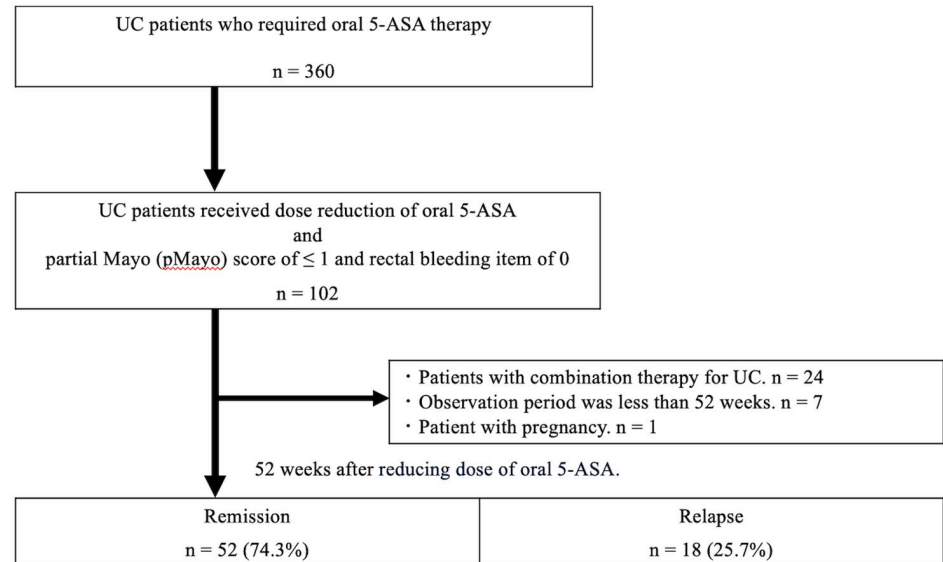 UC patients who required oral 5-ASA therapy
n = 360
UC patients received dose reduction of oral 5-ASA
and
partial Mayo (pMayo) score of ≤ 1 and rectal bleeding item of 0
n = 102
・Patients with combination therapy for UC. n = 24
・Observation period was less than 52 weeks. n = 7
・Patient with pregnancy. n = 1
52 weeks after reducing dose of oral 5-ASA.
Remission
n = 52 (74.3%)
Relapse
n = 18 (25.7%)